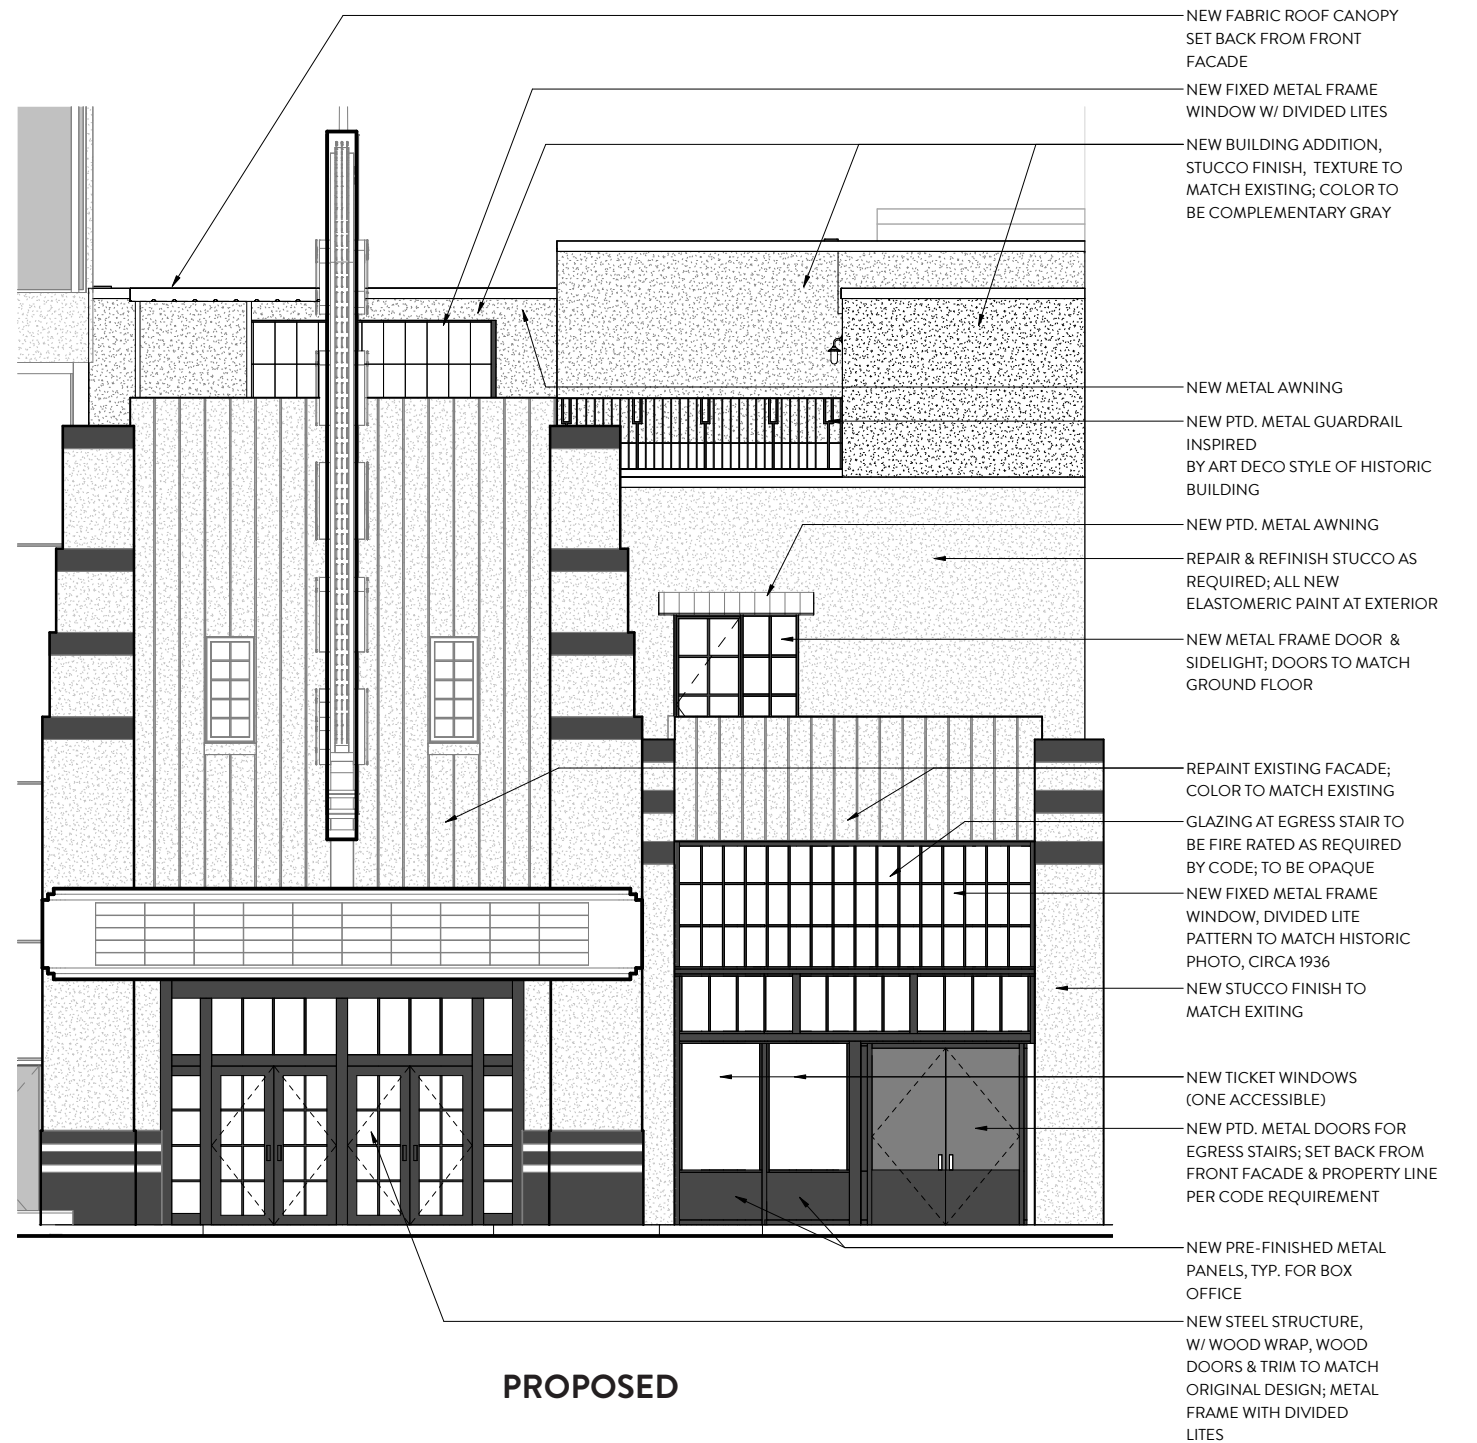 NEW FABRIC ROOF CANOPY
SET BACK FROM FRONT
FACADE
NEW FIXED METAL FRAME
WINDOW W/ DIVIDED LITES
NEW BUILDING ADDITION,
STUCCO FINISH, TEXTURE TO
MATCH EXISTING; COLOR TO
BE COMPLEMENTARY GRAY
NEW METAL AWNING
NEW PTD. METAL GUARDRAIL
INSPIRED
BY ART DECO STYLE OF HISTORIC
BUILDING
NEW PTD. METAL AWNING
REPAIR & REFINISH STUCCO AS
REQUIRED; ALL NEW
ELASTOMERIC PAINT AT EXTERIOR
NEW METAL FRAME DOOR &
SIDELIGHT; DOORS TO MATCH
GROUND FLOOR
REPAINT EXISTING FACADE;
COLOR TO MATCH EXISTING
GLAZING AT EGRESS STAIR TO
BE FIRE RATED AS REQUIRED
BY CODE; TO BE OPAQUE
NEW FIXED METAL FRAME
WINDOW, DIVIDED LITE
PATTERN TO MATCH HISTORIC
PHOTO, CIRCA 1936
NEW STUCCO FINISH TO
MATCH EXITING
NEW TICKET WINDOWS
(ONE ACCESSIBLE)
NEW PTD. METAL DOORS FOR
EGRESS STAIRS; SET BACK FROM
FRONT FACADE & PROPERTY LINE
PER CODE REQUIREMENT
NEW PRE-FINISHED METAL
PANELS, TYP. FOR BOX
OFFICE
NEW STEEL STRUCTURE,
W/ WOOD WRAP, WOOD
DOORS & TRIM TO MATCH
ORIGINAL DESIGN; METAL
FRAME WITH DIVIDED
LITES
PROPOSED